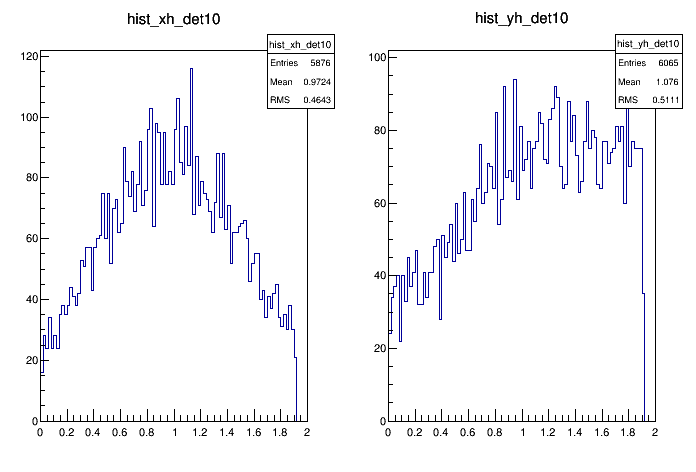 hist_xh_det10
hist_xh_det10
Entries 5876
Mean 0.9724
RMS 0.4643
120
100
80
60
40
20
0
0 0.2 0.4 0.6 0.8 1 1.2 1.4 1.6 1.8 2
hist_yh_det10
hist_yh_det10
Entries 6065
Mean 1.076
RMS 0.5111
100
80
60
40
20
0
0 0.2 0.4 0.6 0.8 1 1.2 1.4 1.6 1.8 2